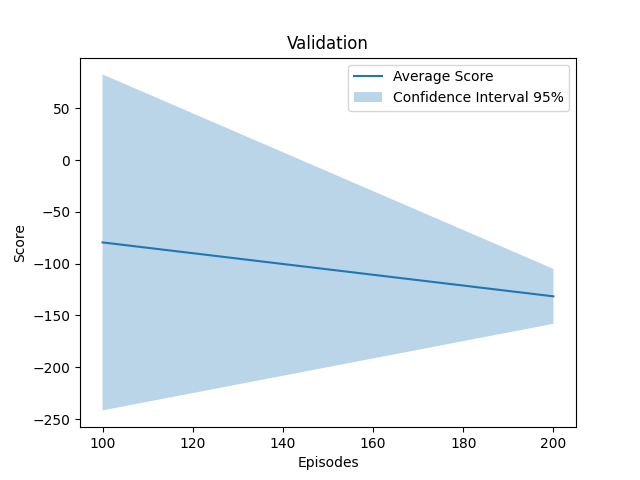 Validation
Average Score
Confidence Interval 95%
Score
50
0
−50
−100
−150
−200
−250
100
120
140
160
180
200
Episodes